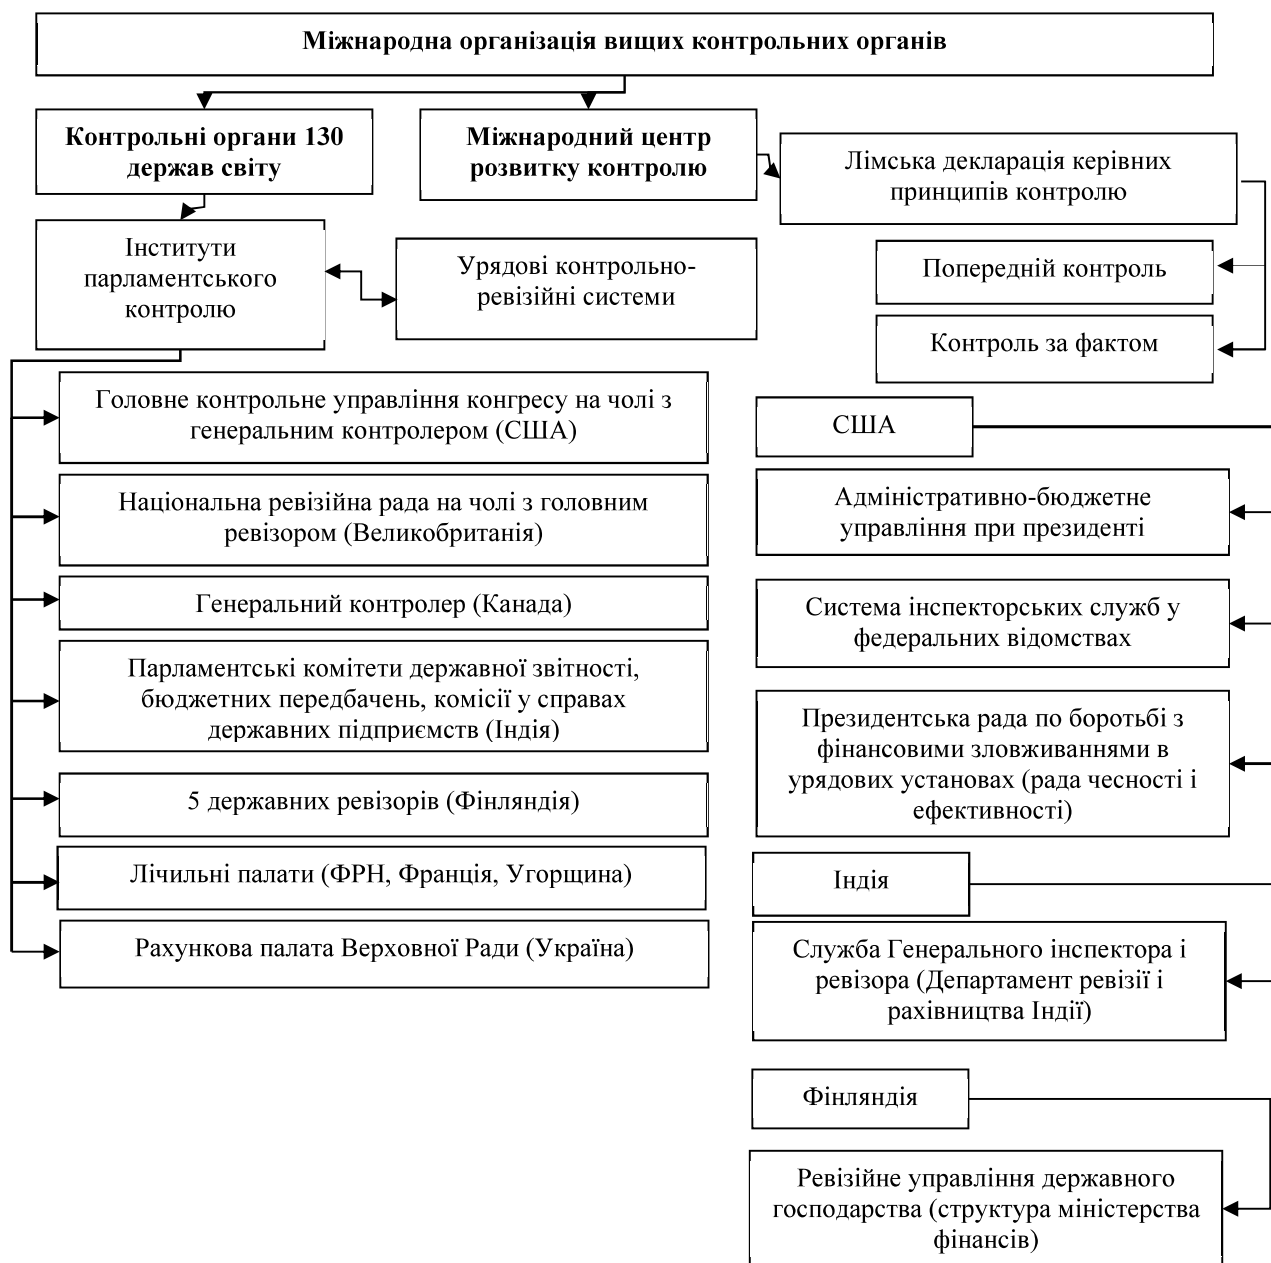 Міжнародна організація вищих контрольних органів
Контрольні органи 130
держав світу
Міжнародний центр
розвитку контролю
Лімська декларація керівних
принципів контролю
Інститути
парламентського
контролю
Урядові контрольно-
ревізійні системи
Попередній контроль
Контроль за фактом
Головне контрольне управління конгресу на чолі з
генеральним контролером (США)
Національна ревізійна рада на чолі з головним
ревізором (Великобританія)
Генеральний контролер (Канада)
Парламентські комітети державної звітності,
бюджетних передбачень, комісії у справах
державних підприємств (Індія)
5 державних ревізорів (Фінляндія)
Лічильні палати (ФРН, Франція, Угорщина)
Рахункова палата Верховної Ради (Україна)
США
Адміністративно-бюджетне
управління при президенті
Система інспекторських служб у
федеральних відомствах
Президентська рада по боротьбі з
фінансовими зловживаннями в
урядових установах (рада чесності і
ефективності)
Індія
Служба Генерального інспектора і
ревізора (Департамент ревізії і
рахівництва Індії)
Фінляндія
Ревізійне управління державного
господарства (структура міністерства
фінансів)